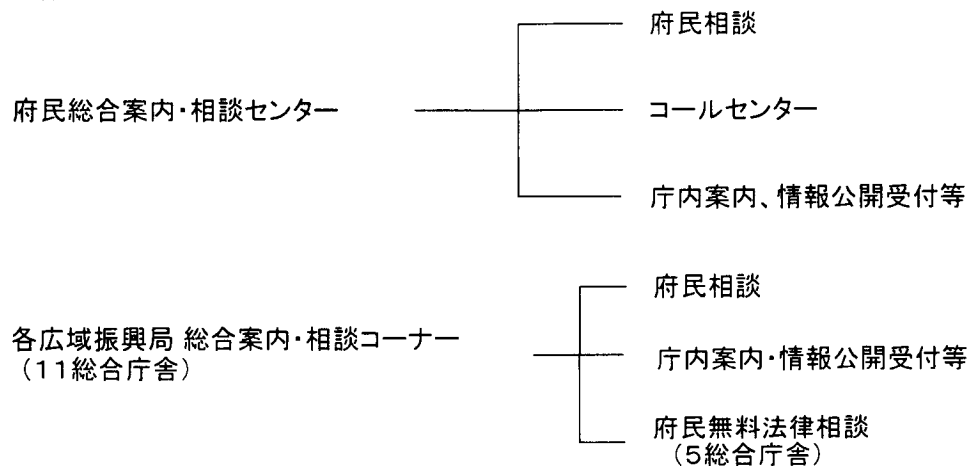 府民総合案内・相談センター
府民相談
コールセンター
庁内案内、情報公開受付等
各広域振興局 総合案内・相談コーナー
（11総合庁舎）
府民相談
庁内案内・情報公開受付等
府民無料法律相談
（5総合庁舎）